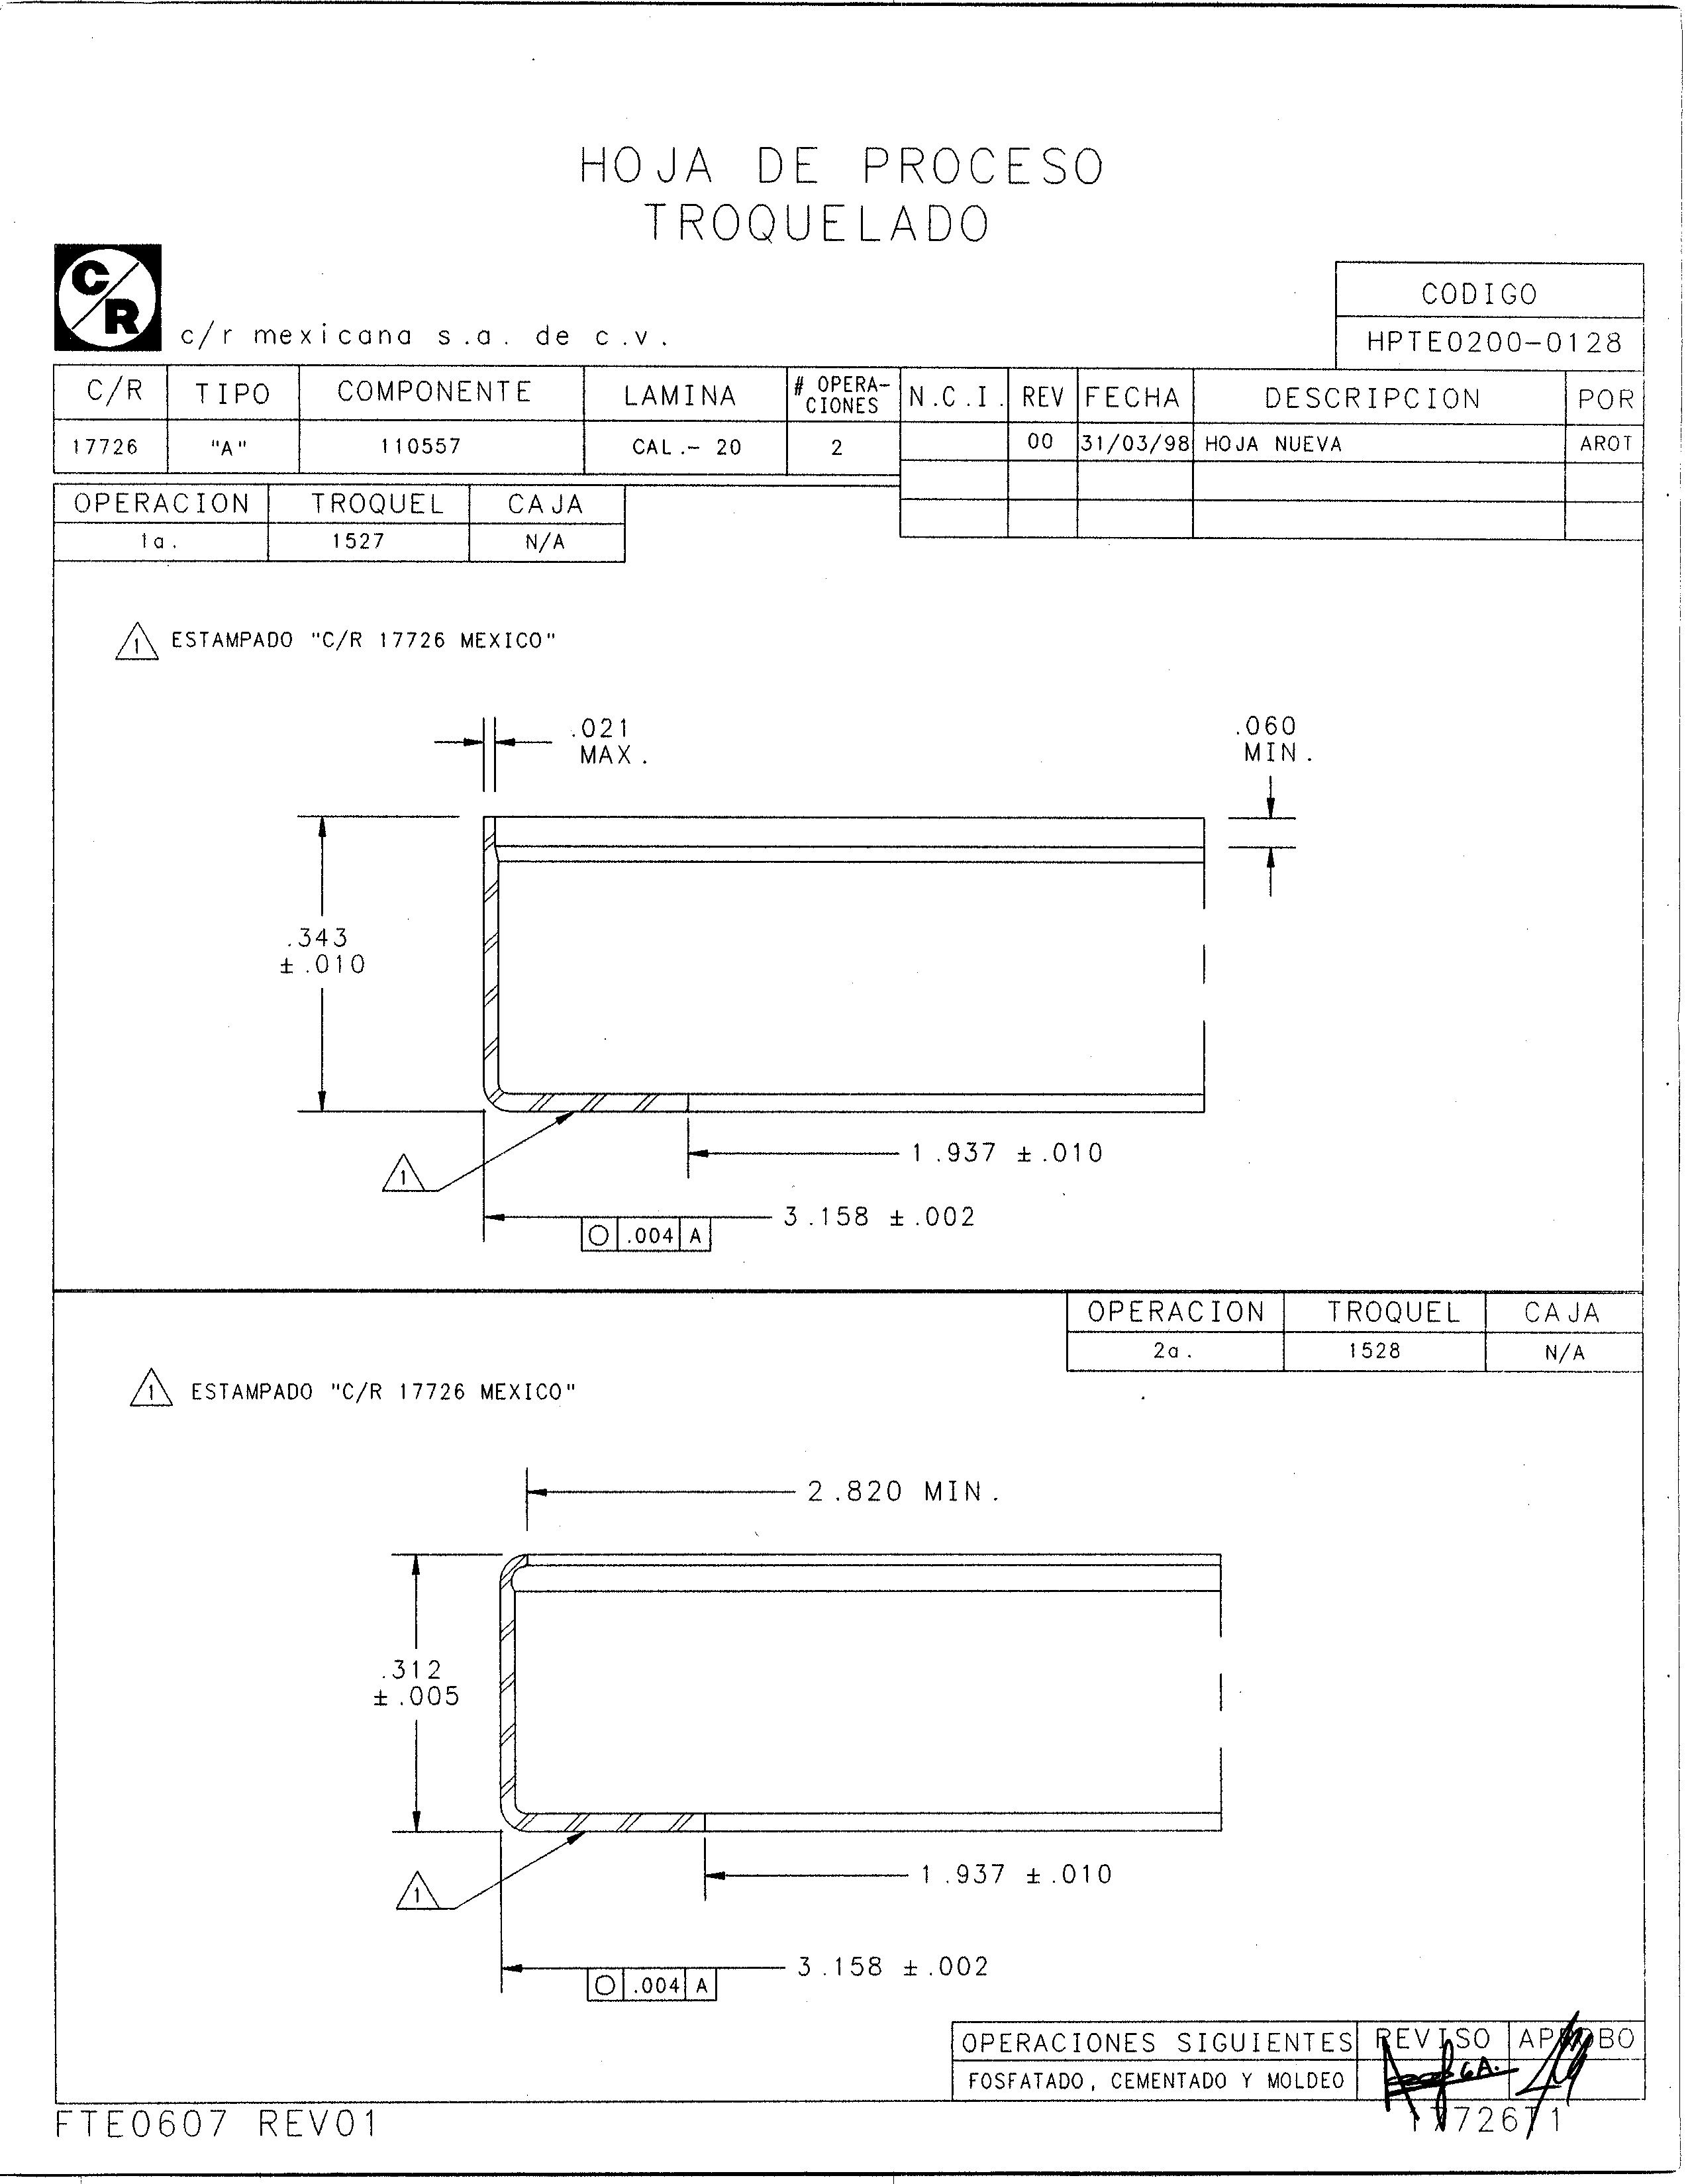 HOJA DE PROCESO
TROQUELADO
C/R
c/r mexicana s.a. de c.v.
CODIGO
HPTE0200-0128
C/R TIPO COMPONENTE LAMINA # OPERA-CIONES N.C.I. REV FECHA DESCRIPCION POR
17726 "A" 110557 CAL.- 20 2 00 31/03/98 HOJA NUEVA AROT
OPERACION TROQUEL CAJA
1a. 1527 N/A
1 ESTAMPADO "C/R 17726 MEXICO"
.021
MAX.
.060
MIN.
.343
±.010
1.937 ±.010
1
3.158 ±.002
.004 A
OPERACION TROQUEL CAJA
2a. 1528 N/A
1 ESTAMPADO "C/R 17726 MEXICO"
2.820 MIN.
.312
±.005
1.937 ±.010
1
3.158 ±.002
.004 A
OPERACIONES SIGUIENTES REVISO APROBO
FOSFATADO, CEMENTADO Y MOLDEO
FTE0607 REV01
17726T1